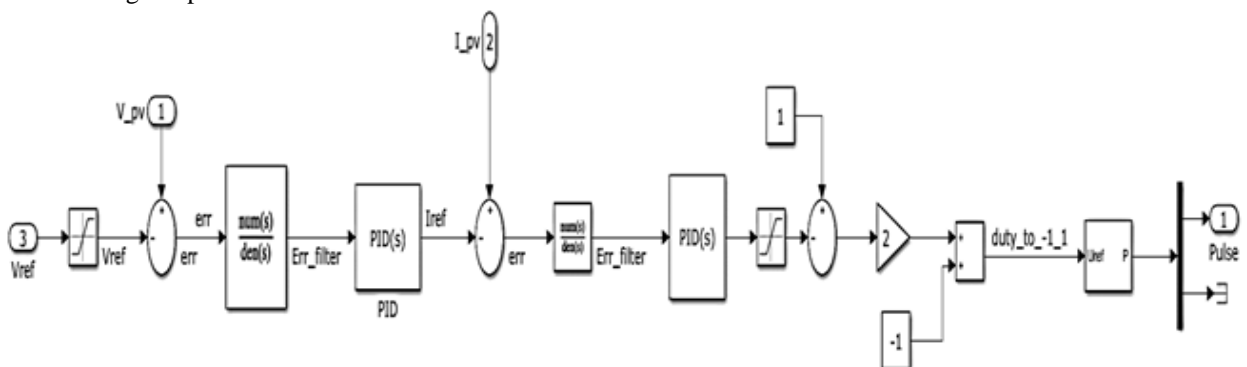 I_pv 2
V_pv 1
1
3
Vref
Vref
+
-
err
err
num(s)
den(s)
Err_filter
PID(s)
PID
Iref
+
-
err
num(s)
den(s)
Err_filter
PID(s)
+
-
2
-1
+
+
duty_to_-1_1
Uref P
1
Pulse